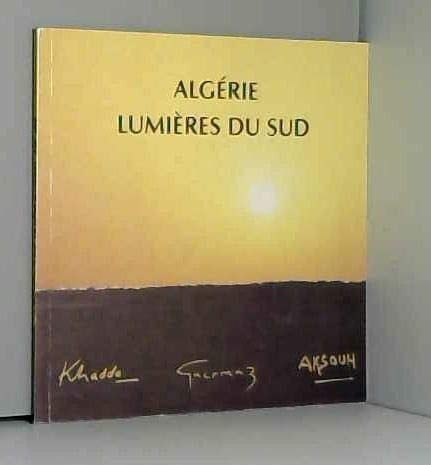 ALGÉRIE
LUMIÈRES DU SUD
Khadda Guermaz AKSOUH